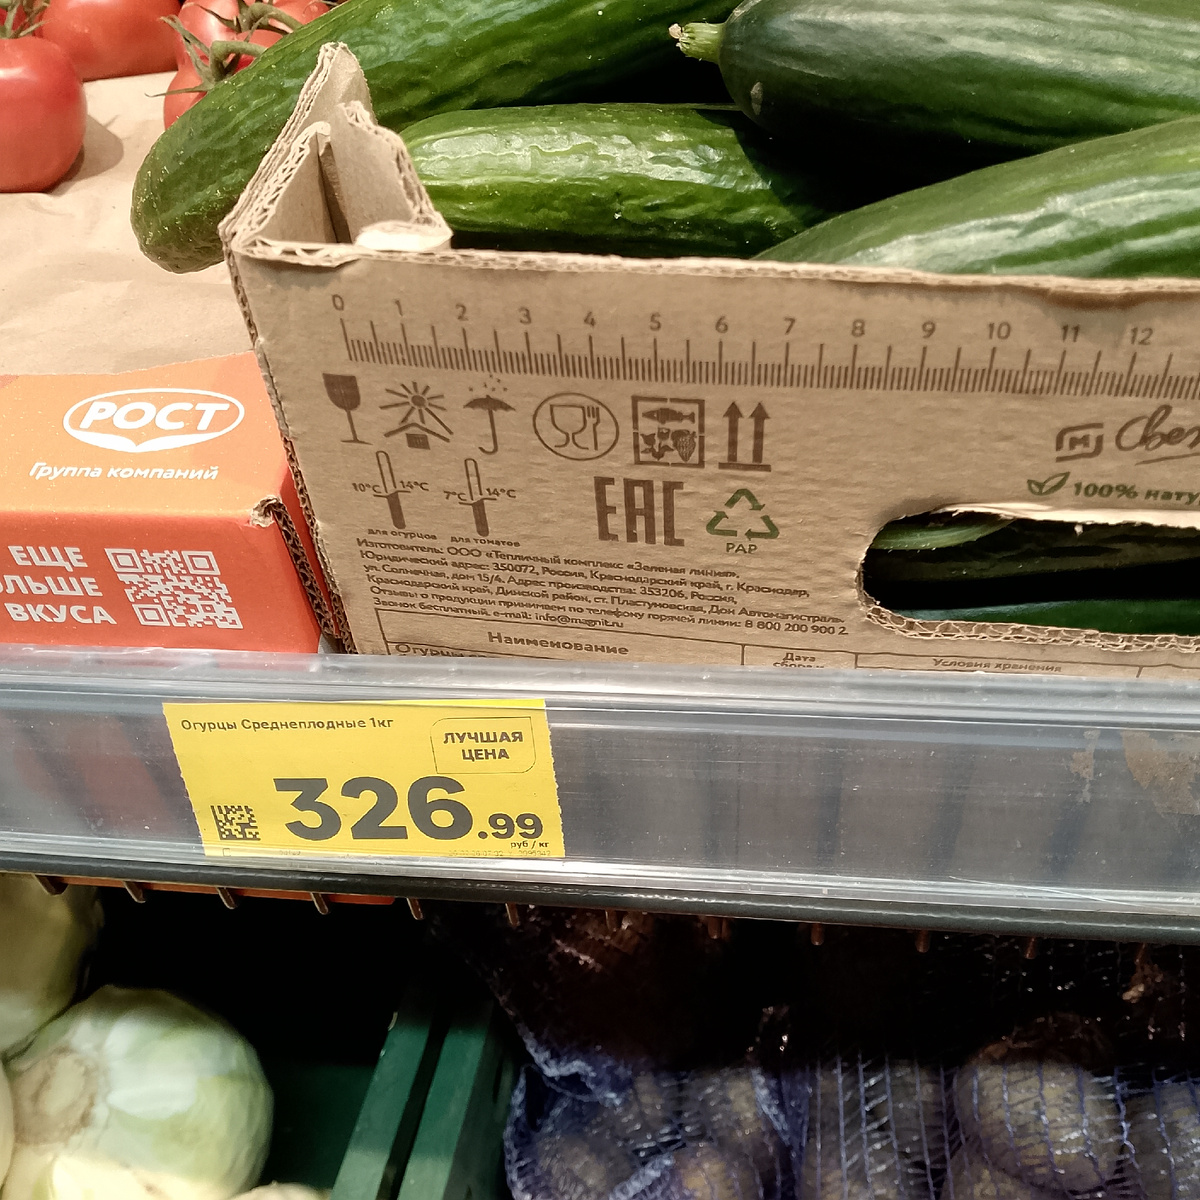 0 1 2 3 4 5 6 7 8 9 10 11 12
РОСТ
Группа компаний
ЕЩЕ
ОЛЬШЕ
ВКУСА
М Све
100% нату
10°C 14°C 7°C 14°C
для огурцов для томатов
EAC
PAP
Изготовитель: ООО «Тепличный комплекс «Зеленая линия»,
Юридический адрес: 350072, Россия, Краснодарский край, г. Краснодар,
ул. Солнечная, дом 15/4. Адрес производства: 353206, Россия,
Краснодарский край, Динской район, ст. Пластуновская, Дон Автомагистраль
Отзывы о продукции принимаем по телефону горячей линии: 8 800 200 900 2.
Звонок бесплатный. e-mail: info@magnit.ru
Наименование
Дата
сбора
Условия хранения
Огурцы
Огурцы Среднеплодные 1кг
ЛУЧШАЯ
ЦЕНА
326.99
руб / кг